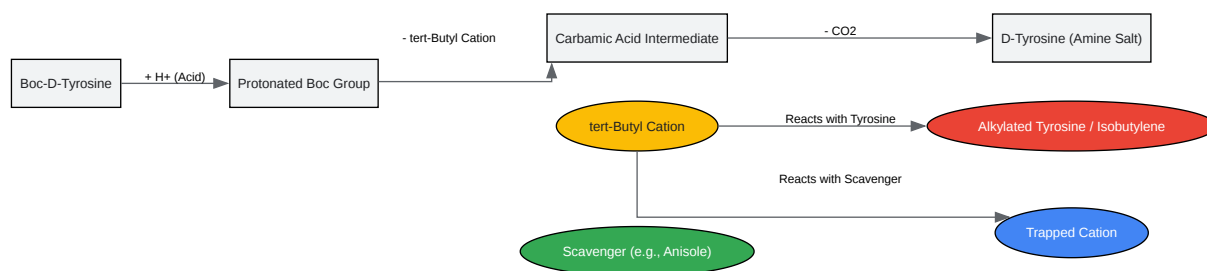 - tert-Butyl Cation
Carbamic Acid Intermediate
- CO2
D-Tyrosine (Amine Salt)
Boc-D-Tyrosine
+ H+ (Acid)
Protonated Boc Group
tert-Butyl Cation
Reacts with Tyrosine
Alkylated Tyrosine / Isobutylene
Reacts with Scavenger
Scavenger (e.g., Anisole)
Trapped Cation